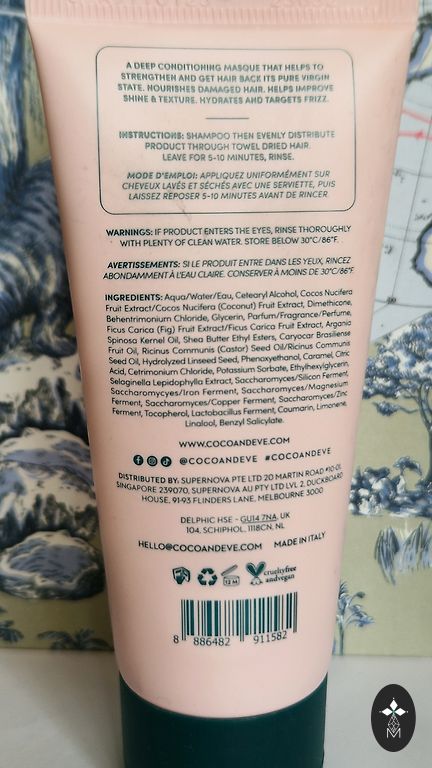 A DEEP CONDITIONING MASQUE THAT HELPS TO
STRENGTHEN AND GET HAIR BACK ITS PURE VIRGIN
STATE. NOURISHES DAMAGED HAIR. HELPS IMPROVE
SHINE & TEXTURE. HYDRATES AND TARGETS FRIZZ.
INSTRUCTIONS: SHAMPOO THEN EVENLY DISTRIBUTE
PRODUCT THROUGH TOWEL DRIED HAIR.
LEAVE FOR 5-10 MINUTES, RINSE.
MODE D'EMPLOI: APPLIQUEZ UNIFORMÉMENT SUR
CHEVEUX LAVÉS ET SÉCHÉS AVEC UNE SERVIETTE, PUIS
LAISSEZ REPOSER 5-10 MINUTES AVANT DE RINCER.
WARNINGS: IF PRODUCT ENTERS THE EYES, RINSE THOROUGHLY
WITH PLENTY OF CLEAN WATER. STORE BELOW 30°C/86°F.
AVERTISSEMENTS: SI LE PRODUIT ENTRE DANS LES YEUX, RINCEZ
ABONDAMMENT À L'EAU CLAIRE. CONSERVER À MOINS DE 30°C/86°F
INGREDIENTS: Aqua/Water/Eau, Cetearyl Alcohol, Cocos Nucifera
Fruit Extract/Cocos Nucifera (Coconut) Fruit Extract, Dimethicone,
Behentrimonium Chloride, Glycerin, Parfum/Fragrance/Perfume,
Ficus Carica (Fig) Fruit Extract/Ficus Carica Fruit Extract, Argania
Spinosa Kernel Oil, Shea Butter Ethyl Esters, Caryocar Brasiliense
Fruit Oil, Ricinus Communis (Castor) Seed Oil/Ricinus Communis
Seed Oil, Hydrolyzed Linseed Seed, Phenoxyethanol, Caramel, Citric
Acid, Cetrimonium Chloride, Potassium Sorbate, Ethylhexylglycerin,
Selaginella Lepidophylla Extract, Saccharomyces/Silicon Ferment,
Saccharomycyes/Iron Ferment, Saccharomyces/Magnesium
Ferment, Saccharomyces/Copper Ferment, Saccharomyces/Zinc
Ferment, Tocopherol, Lactobacillus Ferment, Coumarin, Limonene,
Linalool, Benzyl Salicylate.
WWW.COCOANDEVE.COM
@COCOANDEVE #COCOANDEVE
DISTRIBUTED BY: SUPERNOVA PTE LTD 20 MARTIN ROAD #10-01,
SINGAPORE 239070, SUPERNOVA AU PTY LTD LVL 2, DUCKBOARD
HOUSE, 91-93 FLINDERS LANE, MELBOURNE 3000
DELPHIC HSE - GU14 7NA, UK
104, SCHIPHOL, 1118CN, NL
HELLO@COCOANDEVE.COM MADE IN ITALY
12 M
crueltyfree
andvegan
8 886482 911582
M